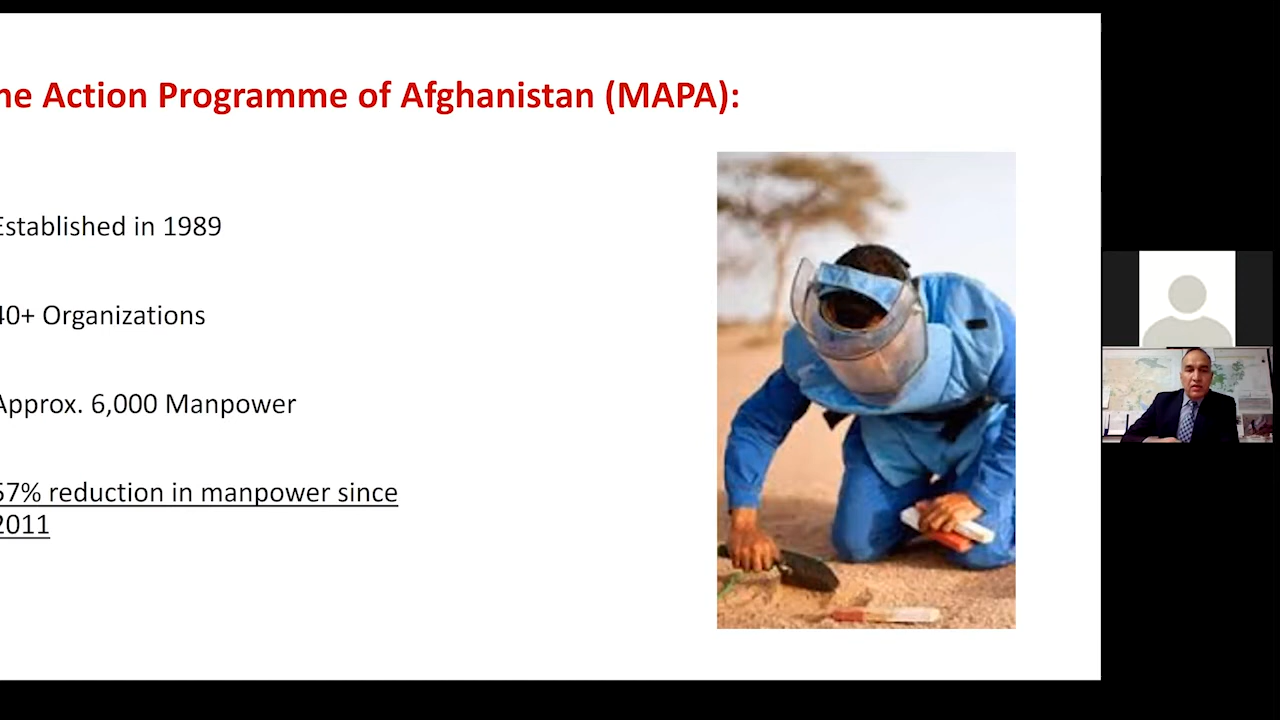 ne Action Programme of Afghanistan (MAPA):
Established in 1989
40+ Organizations
Approx. 6,000 Manpower
57% reduction in manpower since
2011